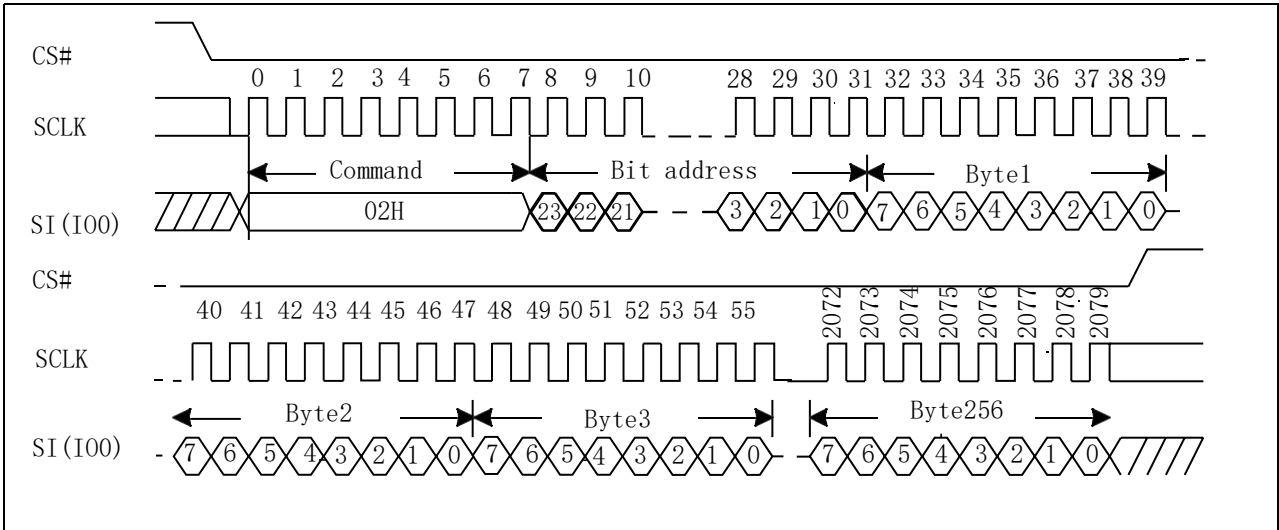 CS#
0 1 2 3 4 5 6 7 8 9 10 28 29 30 31 32 33 34 35 36 37 38 39
SCLK
Command Bit address Byte1
SI(IO0) 02H 23 22 21 3 2 1 0 7 6 5 4 3 2 1 0
CS#
40 41 42 43 44 45 46 47 48 49 50 51 52 53 54 55 2072 2073 2074 2075 2076 2077 2078 2079
SCLK
Byte2 Byte3 Byte256
SI(IO0) 7 6 5 4 3 2 1 0 7 6 5 4 3 2 1 0 7 6 5 4 3 2 1 0